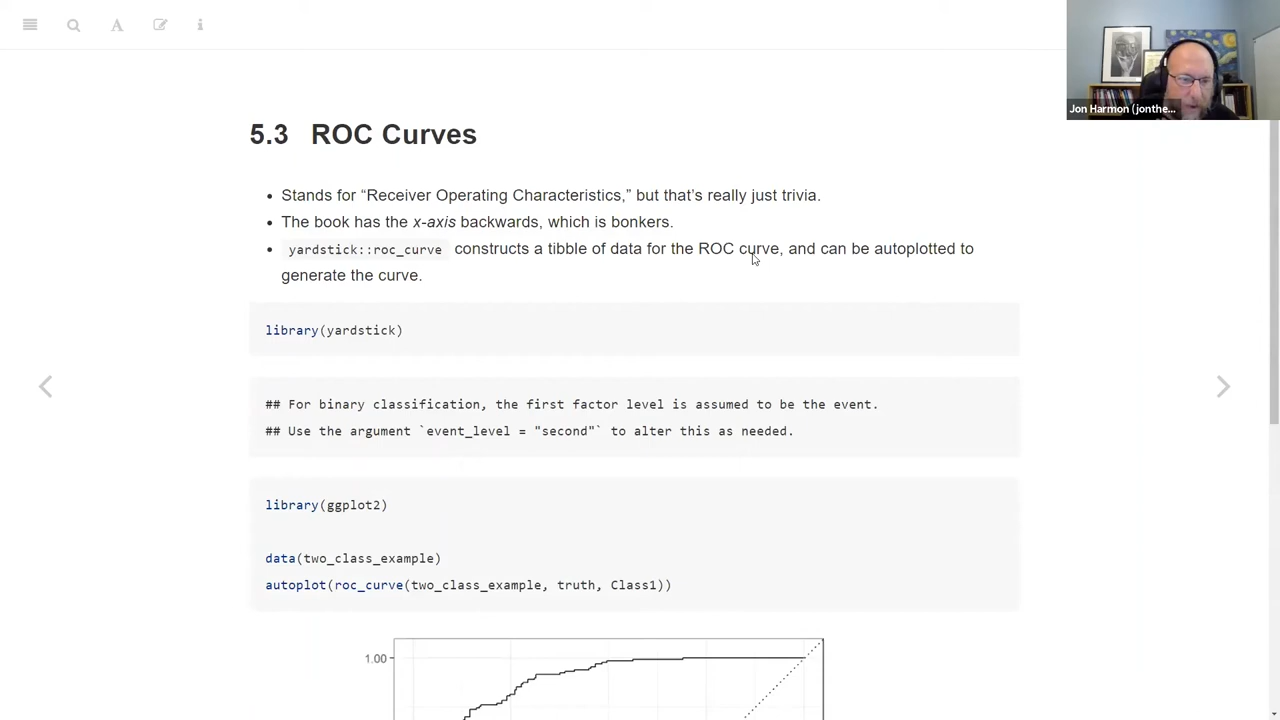 Jon Harmon (jonthe...
5.3 ROC Curves
• Stands for “Receiver Operating Characteristics,” but that’s really just trivia.
• The book has the x-axis backwards, which is bonkers.
• yardstick::roc_curve constructs a tibble of data for the ROC curve, and can be autoplotted to
generate the curve.
library(yardstick)
## For binary classification, the first factor level is assumed to be the event.
## Use the argument `event_level = "second"` to alter this as needed.
library(ggplot2)
data(two_class_example)
autoplot(roc_curve(two_class_example, truth, Class1))
1.00